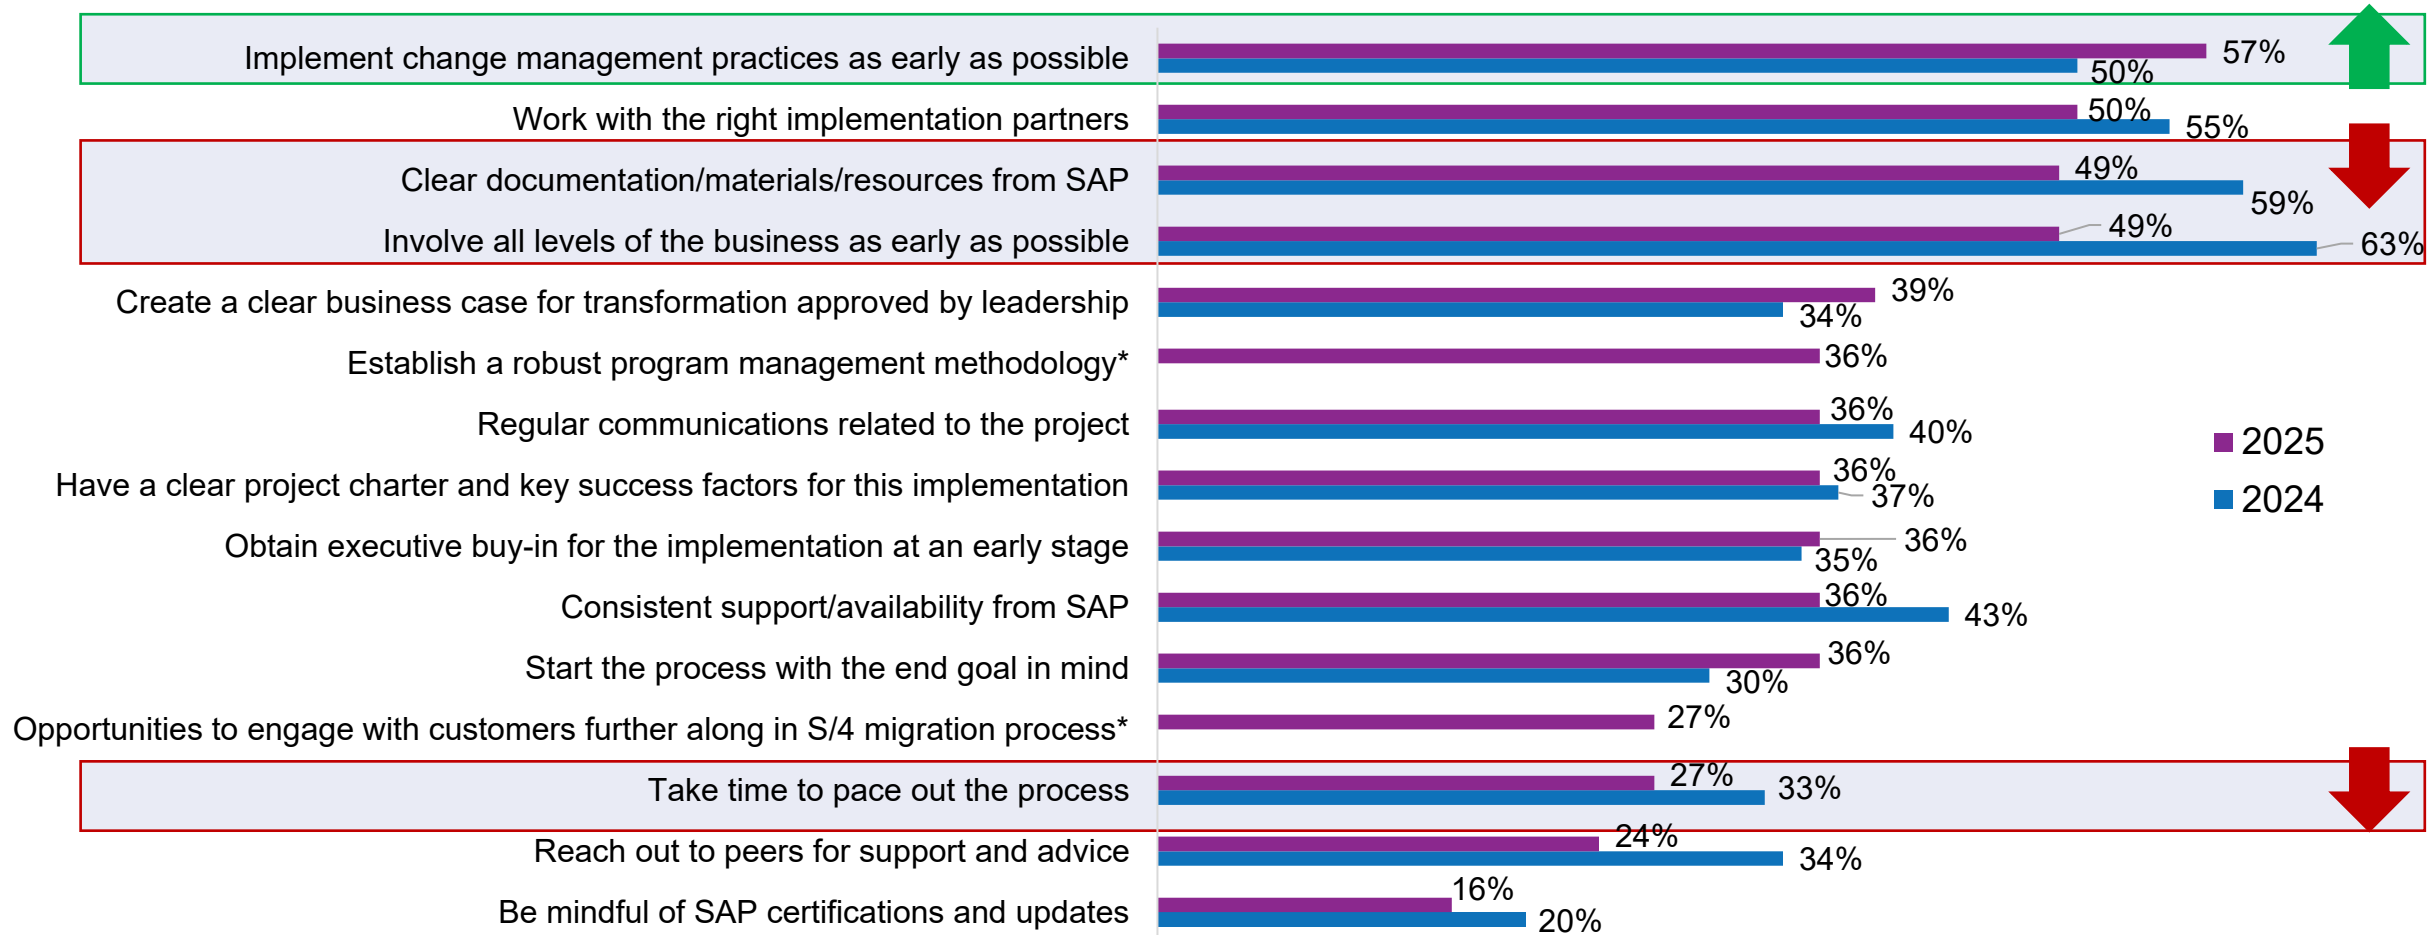 Implement change management practices as early as possible
57%
50%
Work with the right implementation partners
50%
55%
Clear documentation/materials/resources from SAP
49%
59%
Involve all levels of the business as early as possible
49%
63%
Create a clear business case for transformation approved by leadership
39%
34%
Establish a robust program management methodology*
36%
Regular communications related to the project
36%
40%
Have a clear project charter and key success factors for this implementation
36%
37%
Obtain executive buy-in for the implementation at an early stage
36%
35%
Consistent support/availability from SAP
36%
43%
Start the process with the end goal in mind
36%
30%
Opportunities to engage with customers further along in S/4 migration process*
27%
Take time to pace out the process
27%
33%
Reach out to peers for support and advice
24%
34%
Be mindful of SAP certifications and updates
16%
20%
2025
2024